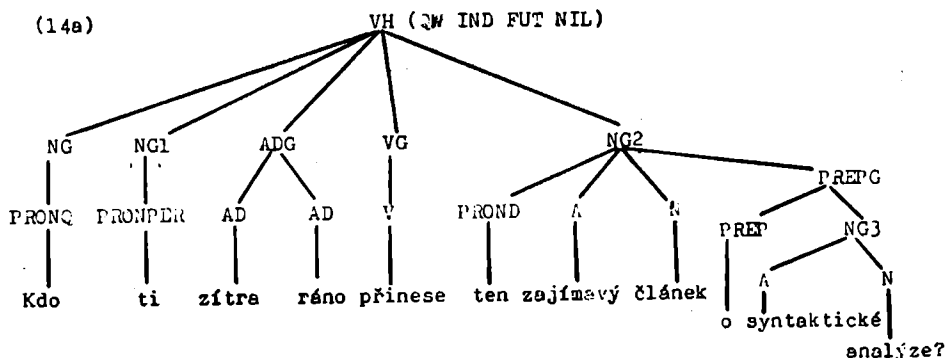 (14a) VH (QW IND FUT NIL)
NG NG1 ADG VG NG2
PREPG
PRONQ PRONPER AD AD V PROND A N PREP NG3
A N
Kdo ti zítra ráno přinese ten zajímavý článek
o syntaktické
analýze?